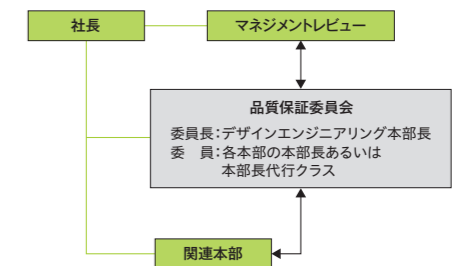 社長
マネジメントレビュー
品質保証委員会
委員長：デザインエンジニアリング本部長
委　員：各本部の本部長あるいは
本部長代行クラス
関連本部